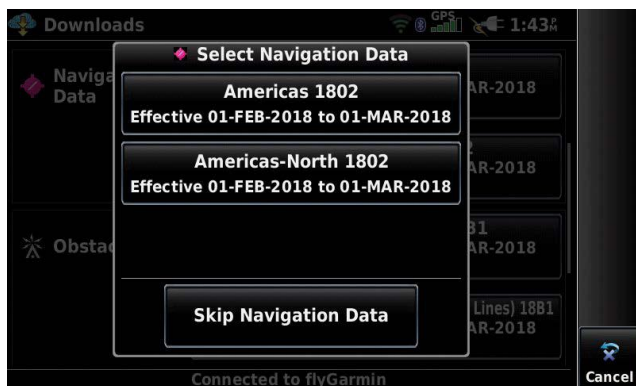 Downloads
GPS
1:43
Select Navigation Data
Data
AR-2018
Americas 1802
Effective 01-FEB-2018 to 01-MAR-2018
Americas-North 1802
AR-2018
Effective 01-FEB-2018 to 01-MAR-2018
B1
AR-2018
Skip Navigation Data
Lines) 18B1
AR-2018
Connected to flyGarmin
Cancel